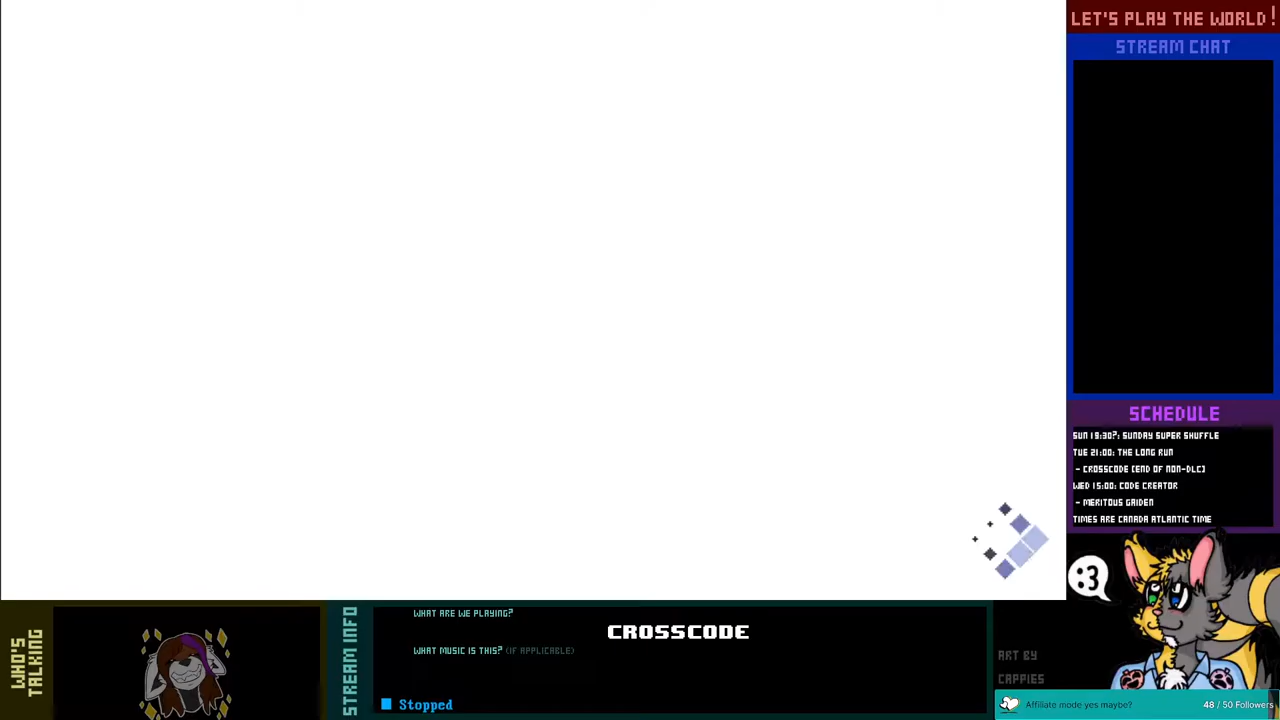 LET'S PLAY THE WORLD!
STREAM CHAT
SCHEDULE
SUN 19:30?: SUNDAY SUPER SHUFFLE
TUE 21:00: THE LONG RUN
- CROSSCODE (END OF NON-DLC)
WED 15:00: CODE CREATOR
- MERITOUS GAIDEN
TIMES ARE CANADA ATLANTIC TIME
:3
WHO'S TALKING
STREAM INFO
WHAT ARE WE PLAYING?
CROSSCODE
WHAT MUSIC IS THIS? (IF APPLICABLE)
Stopped
ART BY
CAPPIES
Affiliate mode yes maybe? 48 / 50 Followers